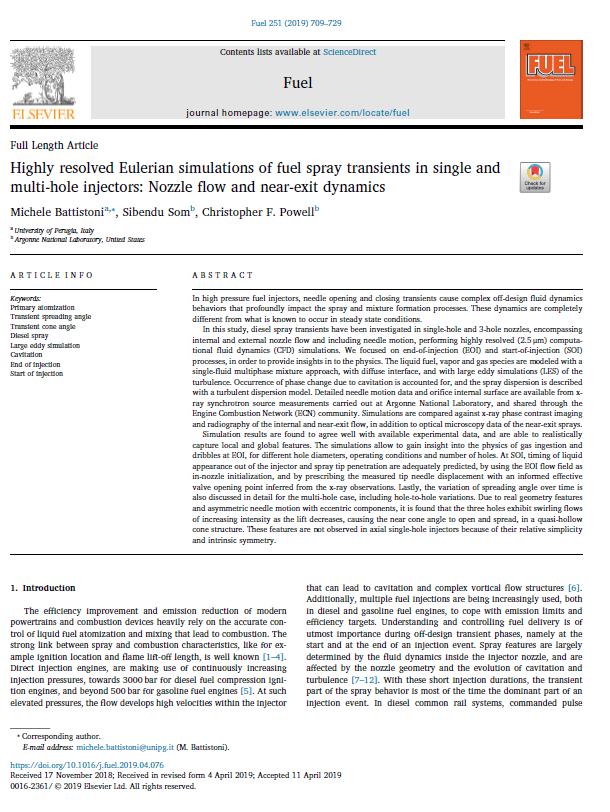 Fuel 251 (2019) 709–729
Contents lists available at ScienceDirect
Fuel
journal homepage: www.elsevier.com/locate/fuel
ELSEVIER
FUEL
Full Length Article
Highly resolved Eulerian simulations of fuel spray transients in single and
multi-hole injectors: Nozzle flow and near-exit dynamics
Check for
updates
Michele Battistoniᵃ,*, Sibendu Somᵇ, Christopher F. Powellᵇ
ᵃ University of Perugia, Italy
ᵇ Argonne National Laboratory, United States
ARTICLE INFO
Keywords:
Primary atomization
Transient spreading angle
Transient cone angle
Diesel spray
Large eddy simulation
Cavitation
End of injection
Start of injection
ABSTRACT
In high pressure fuel injectors, needle opening and closing transients cause complex off-design fluid dynamics
behaviors that profoundly impact the spray and mixture formation processes. These dynamics are completely
different from what is known to occur in steady state conditions.
In this study, diesel spray transients have been investigated in single-hole and 3-hole nozzles, encompassing
internal and external nozzle flow and including needle motion, performing highly resolved (2.5 μm) computa-
tional fluid dynamics (CFD) simulations. We focused on end-of-injection (EOI) and start-of-injection (SOI)
processes, in order to provide insights in to the physics. The liquid fuel, vapor and gas species are modeled with a
single-fluid multiphase mixture approach, with diffuse interface, and with large eddy simulations (LES) of the
turbulence. Occurrence of phase change due to cavitation is accounted for, and the spray dispersion is described
with a turbulent dispersion model. Detailed needle motion data and orifice internal surface are available from x-
ray synchrotron source measurements carried out at Argonne National Laboratory, and shared through the
Engine Combustion Network (ECN) community. Simulations are compared against x-ray phase contrast imaging
and radiography of the internal and near-exit flow, in addition to optical microscopy data of the near-exit sprays.
Simulation results are found to agree well with available experimental data, and are able to realistically
capture local and global features. The simulations allow to gain insight into the physics of gas ingestion and
dribbles at EOI, for different hole diameters, operating conditions and number of holes. At SOI, timing of liquid
appearance out of the injector and spray tip penetration are adequately predicted, by using the EOI flow field as
in-nozzle initialization, and by prescribing the measured tip needle displacement with an informed effective
valve opening point inferred from the x-ray observations. Lastly, the variation of spreading angle over time is
also discussed in detail for the multi-hole case, including hole-to-hole variations. Due to real geometry features
and asymmetric needle motion with eccentric components, it is found that the three holes exhibit swirling flows
of increasing intensity as the lift decreases, causing the near cone angle to open and spread, in a quasi-hollow
cone structure. These features are not observed in axial single-hole injectors because of their relative simplicity
and intrinsic symmetry.
1. Introduction
The efficiency improvement and emission reduction of modern
powertrains and combustion devices heavily rely on the accurate con-
trol of liquid fuel atomization and mixing that lead to combustion. The
strong link between spray and combustion characteristics, like for ex-
ample ignition location and flame lift-off length, is well known [1–4].
Direct injection engines, are making use of continuously increasing
injection pressures, towards 3000 bar for diesel fuel compression igni-
tion engines, and beyond 500 bar for gasoline fuel engines [5]. At such
elevated pressures, the flow develops high velocities within the injector
that can lead to cavitation and complex vortical flow structures [6].
Additionally, multiple fuel injections are being increasingly used, both
in diesel and gasoline fuel engines, to cope with emission limits and
efficiency targets. Understanding and controlling fuel delivery is of
utmost importance during off-design transient phases, namely at the
start and at the end of an injection event. Spray features are largely
determined by the fluid dynamics inside the injector nozzle, and are
affected by the nozzle geometry and the evolution of cavitation and
turbulence [7–12]. With these short injection durations, the transient
part of the spray behavior is most of the time the dominant part of an
injection event. In diesel common rail systems, commanded pulse
* Corresponding author.
E-mail address: michele.battistoni@unipg.it (M. Battistoni).
https://doi.org/10.1016/j.fuel.2019.04.076
Received 17 November 2018; Received in revised form 4 April 2019; Accepted 11 April 2019
0016-2361/ © 2019 Elsevier Ltd. All rights reserved.